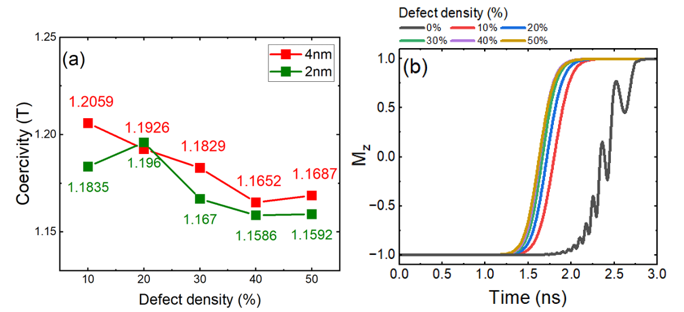 Defect density (%)
0% 10% 20%
30% 40% 50%
(a)
4nm
2nm
(b)
1.25
1.20
1.15
Coercivity (T)
1.2059
1.1926
1.1829
1.1652
1.1687
1.1835
1.196
1.167
1.1586
1.1592
10 20 30 40 50
Defect density (%)
1.0
0.5
0.0
−0.5
−1.0
Mz
0.0 0.5 1.0 1.5 2.0 2.5 3.0
Time (ns)